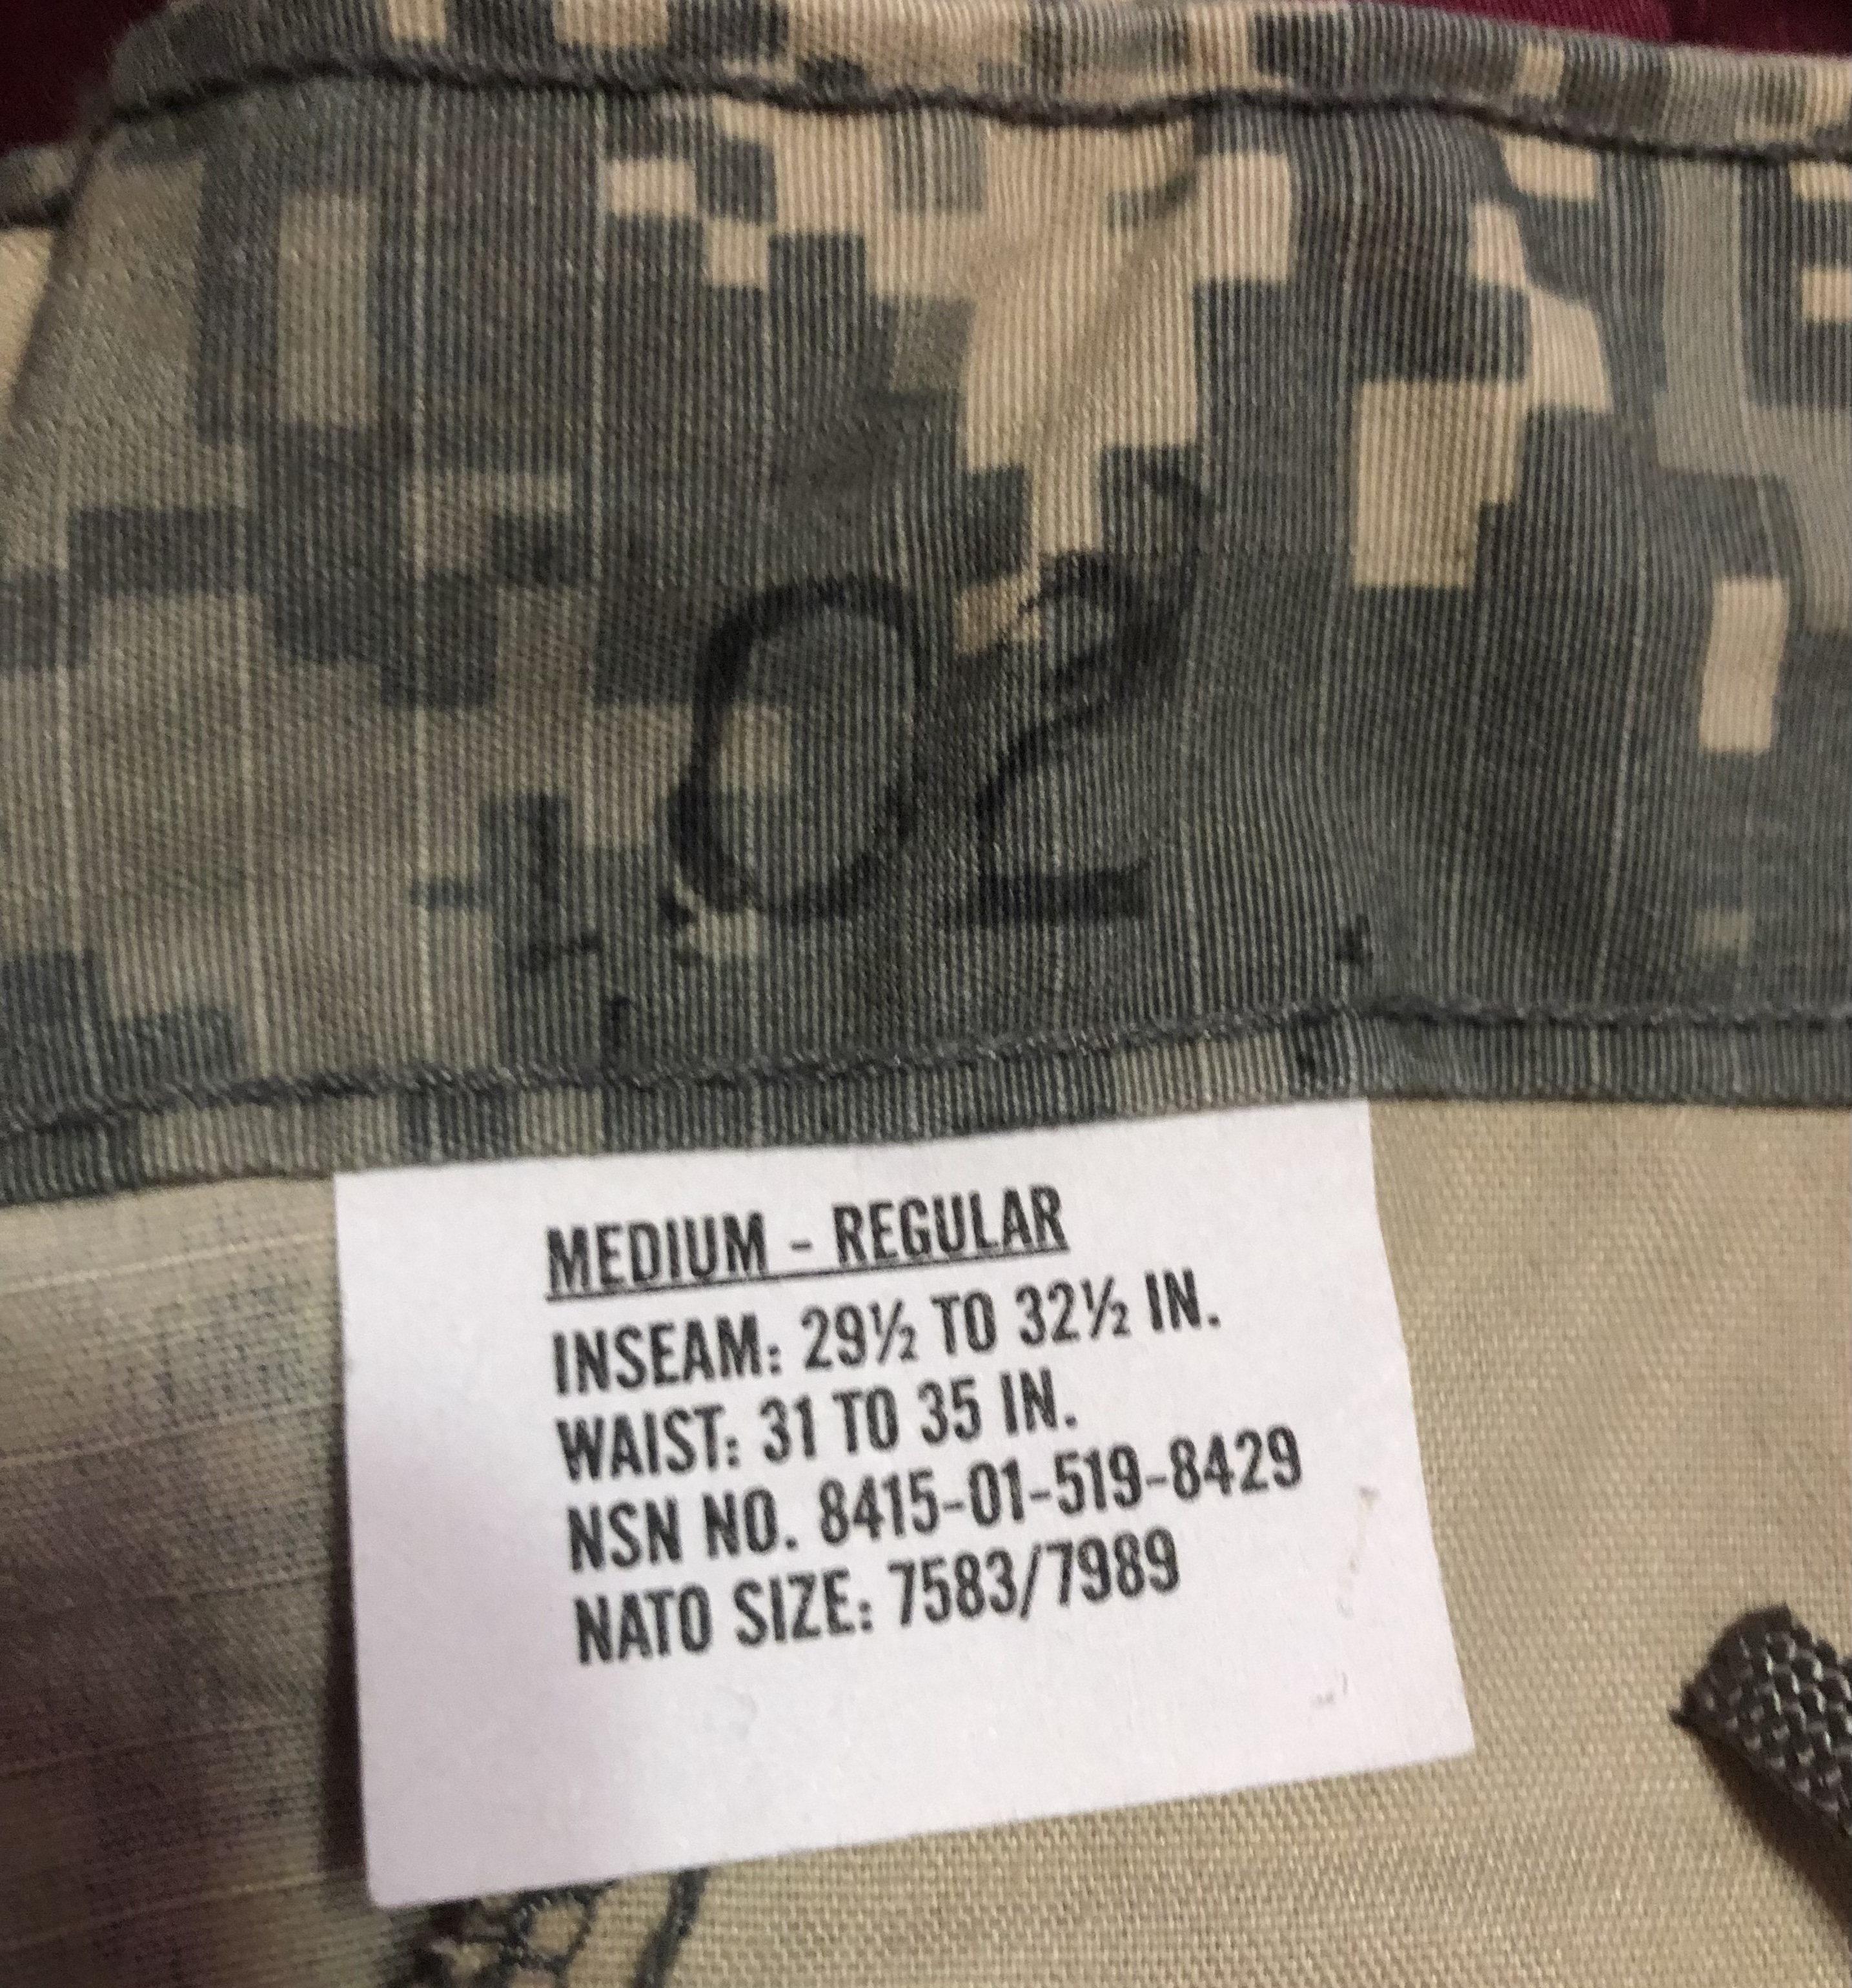 02
MEDIUM - REGULAR
INSEAM: 29½ TO 32½ IN.
WAIST: 31 TO 35 IN.
NSN NO. 8415-01-519-8429
NATO SIZE: 7583/7989